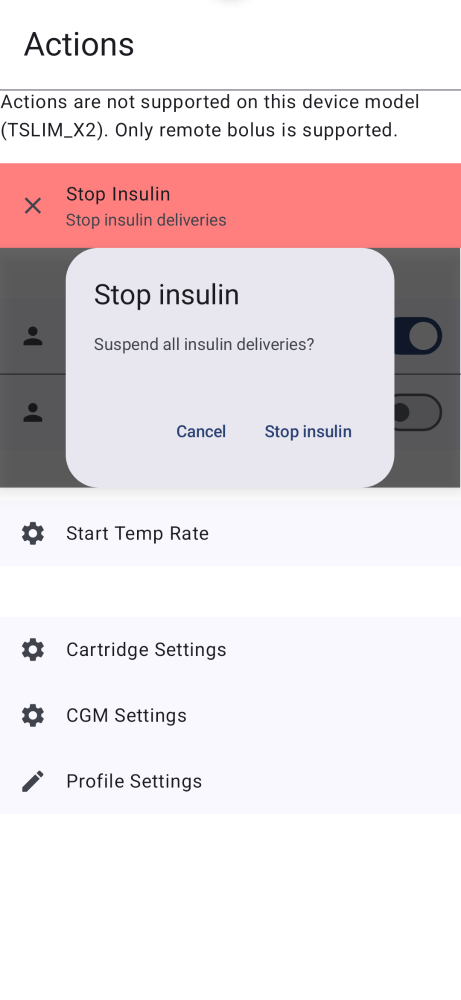 Actions
Actions are not supported on this device model
(TSLIM_X2). Only remote bolus is supported.
Stop Insulin
Stop insulin deliveries
Stop insulin
Suspend all insulin deliveries?
Cancel
Stop insulin
Start Temp Rate
Cartridge Settings
CGM Settings
Profile Settings